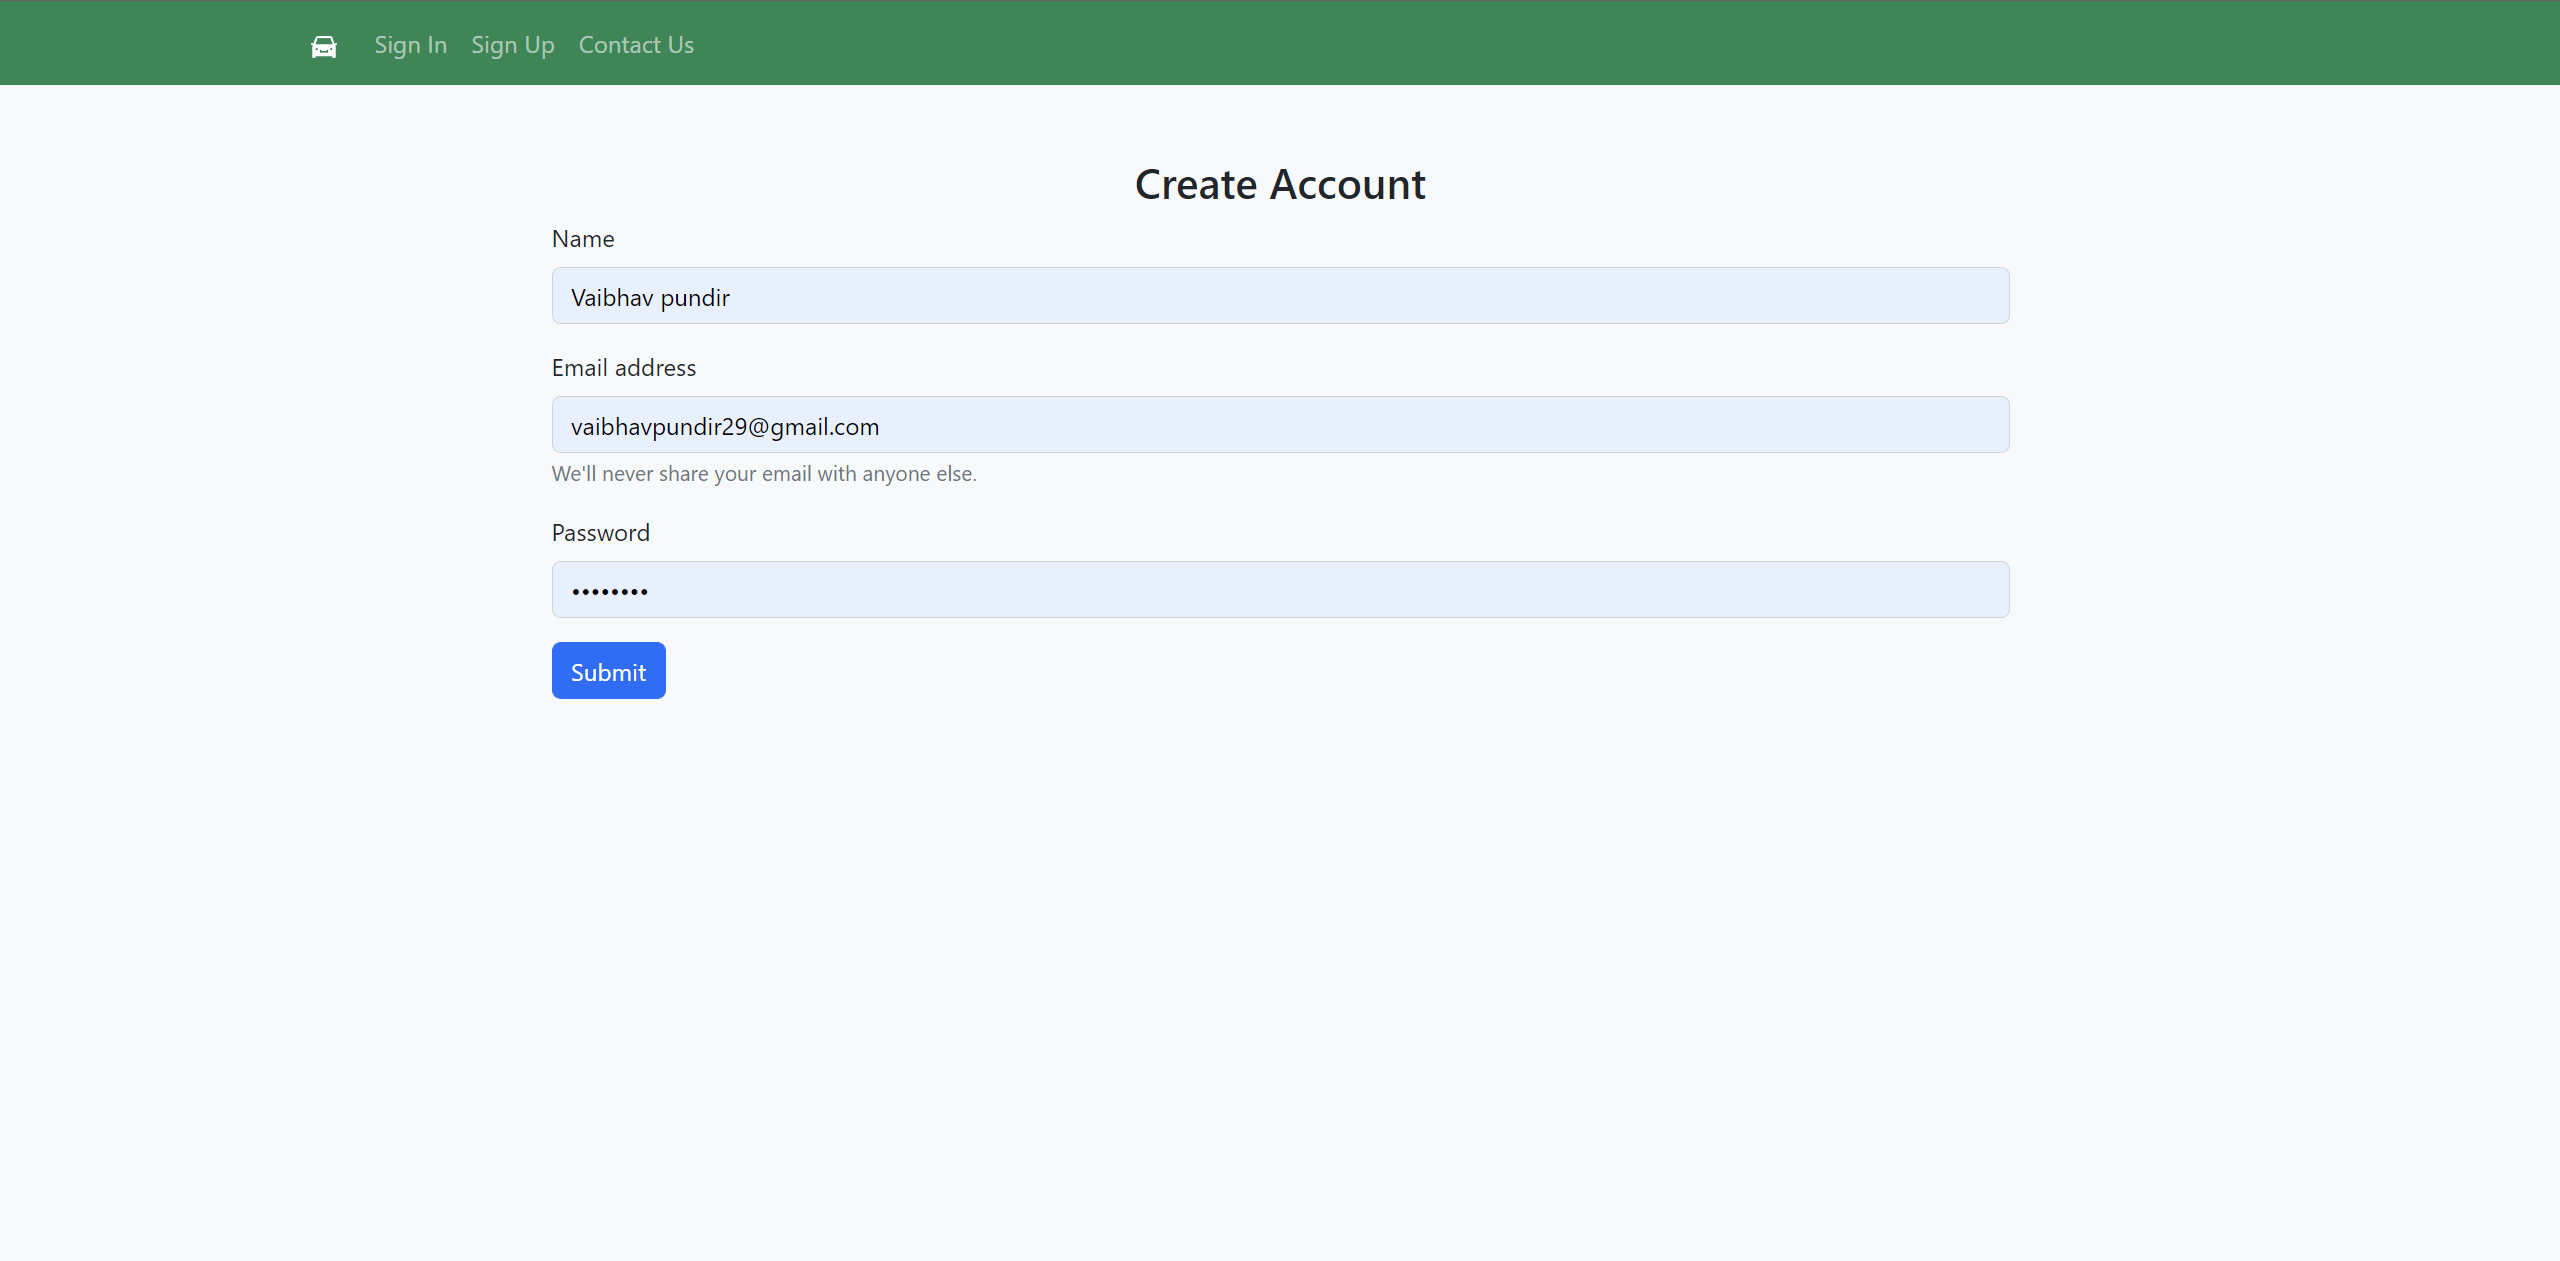 Sign In Sign Up Contact Us
Create Account
Name
Vaibhav pundir
Email address
vaibhavpundir29@gmail.com
We'll never share your email with anyone else.
Password
••••••••
Submit